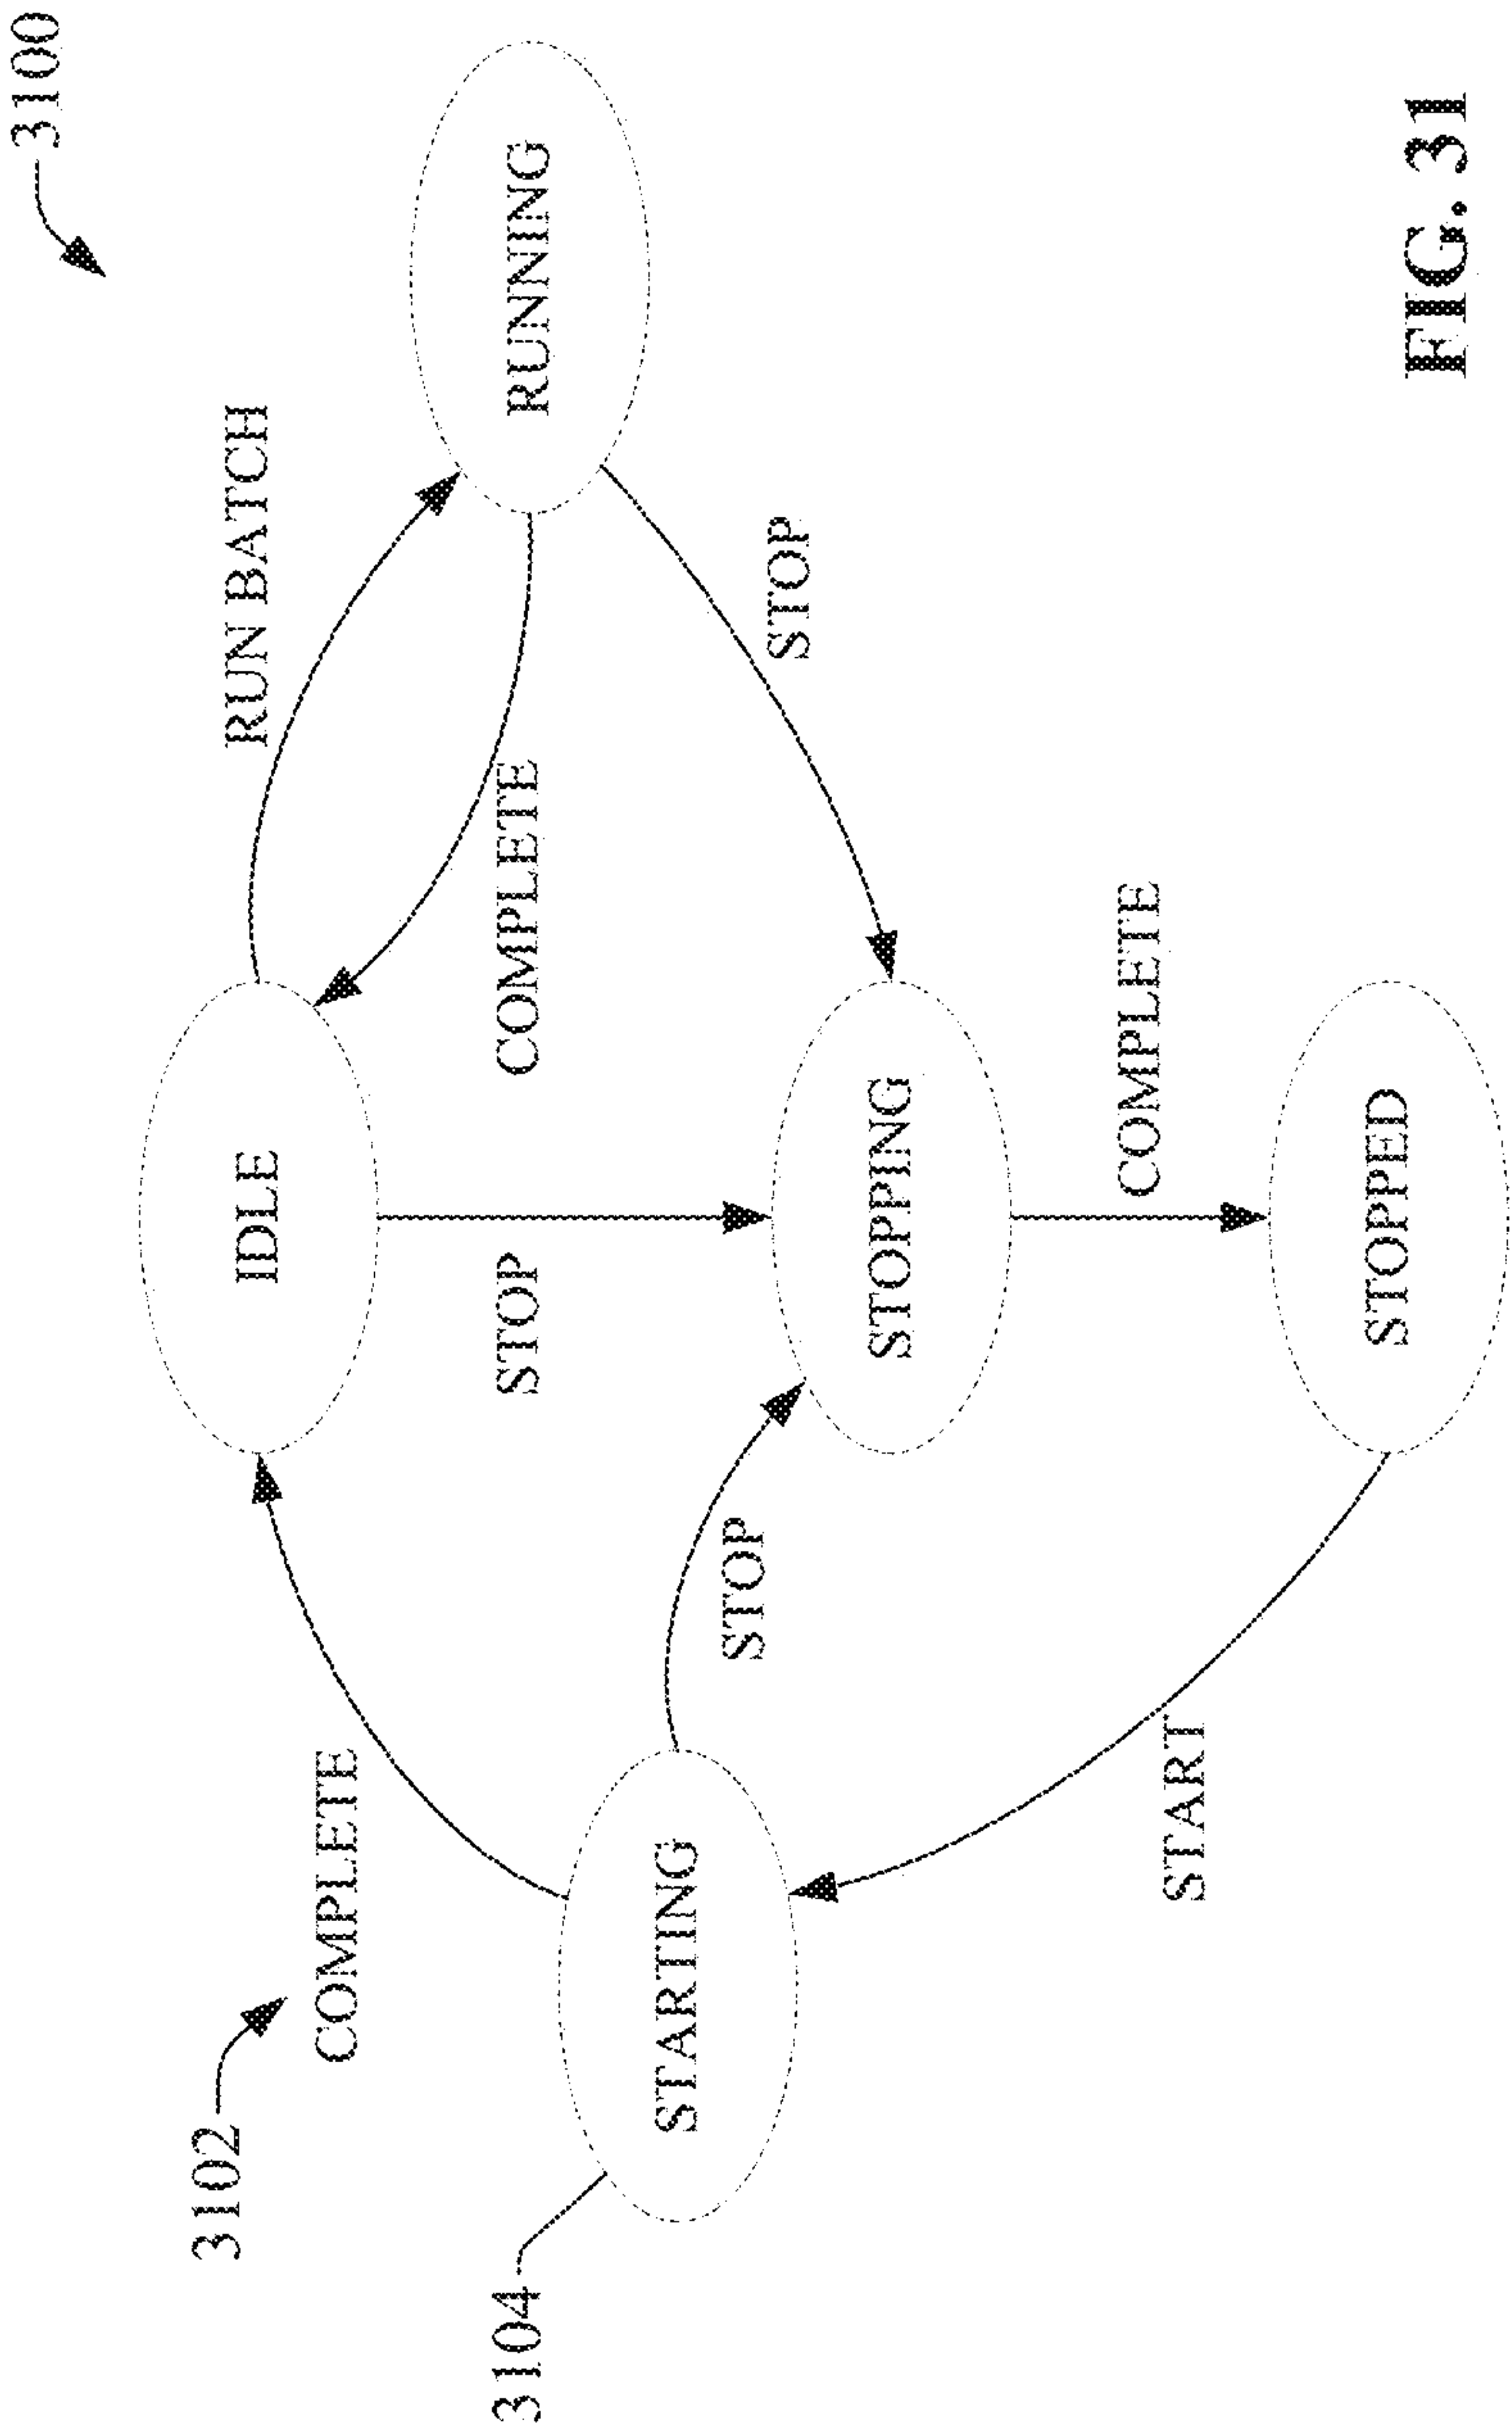 3100
3102
COMPLETE
IDLE
RUN BATCH
3104
STARTING
STOP
STOP
COMPLETE
RUNNING
STOP
STOPPING
START
COMPLETE
STOPPED
FIG. 31